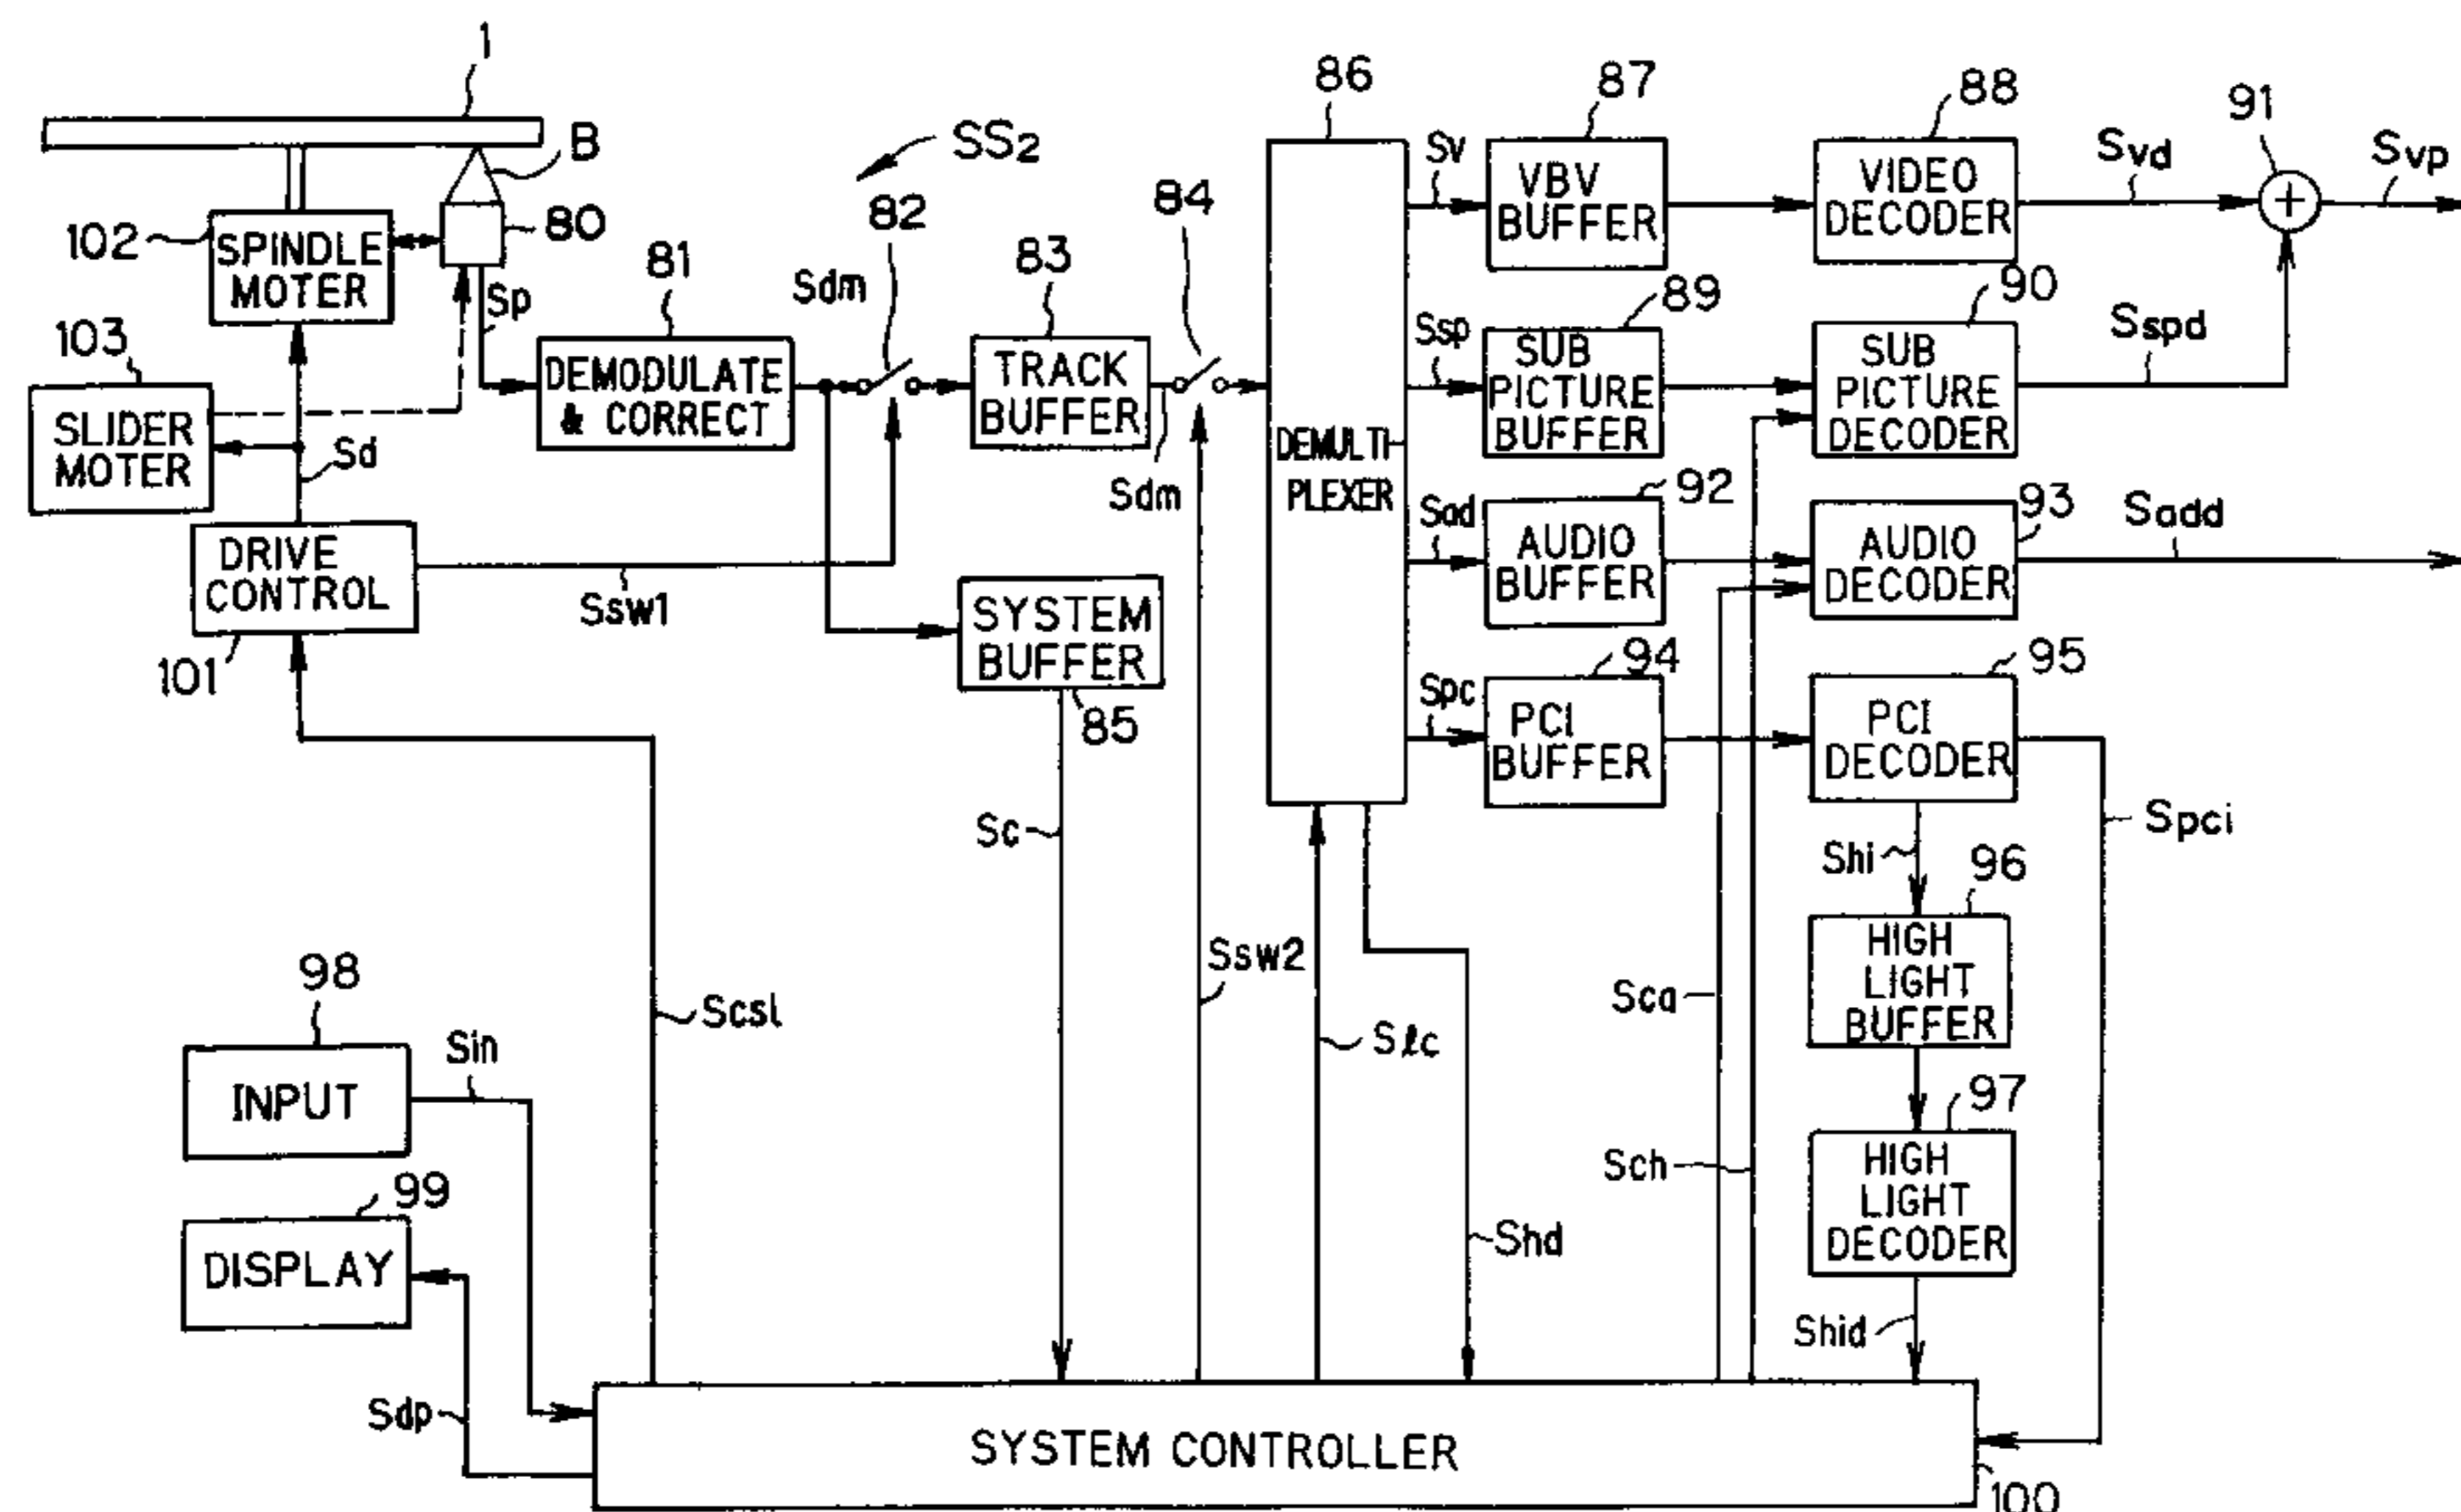 1
B
SS2
86
87
88
91
Sv
VBV
BUFFER
VIDEO
DECODER
Svd
Svp
102
SPINDLE
MOTER
80
81
Sdm
82
83
84
103
Sp
Ssp
89
SUB
PICTURE
BUFFER
90
SUB
PICTURE
DECODER
Sspd
SLIDER
MOTER
Sd
DEMODULATE
& CORRECT
TRACK
BUFFER
Sdm
DEMULTI-
PLEXER
92
Sad
AUDIO
BUFFER
93
AUDIO
DECODER
Sadd
DRIVE
CONTROL
101
Ssw1
SYSTEM
BUFFER
85
94
Spc
PCI
BUFFER
95
PCI
DECODER
Spci
Sc
Shi
96
HIGH
LIGHT
BUFFER
98
Scsl
Ssw2
Slc
Sca
INPUT
Sin
97
HIGH
LIGHT
DECODER
Sch
99
DISPLAY
Shd
Shid
Sdp
SYSTEM CONTROLLER
100